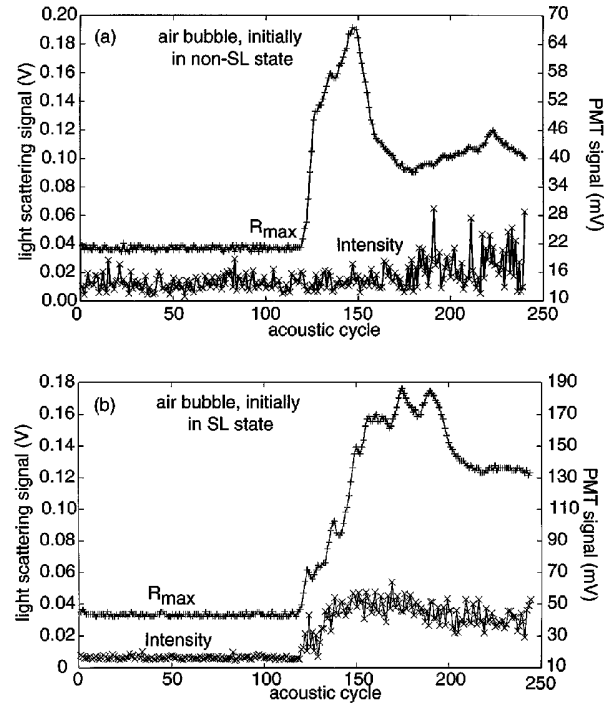 (a)
air bubble, initially
in non-SL state
0.20
0.18
0.16
0.14
0.12
0.10
0.08
0.06
0.04
0.02
0.00
light scattering signal (V)
70
64
58
52
46
40
34
28
22
16
10
PMT signal (mV)
Rmax
Intensity
0 50 100 150 200 250
acoustic cycle
(b)
air bubble, initially
in SL state
0.18
0.16
0.14
0.12
0.10
0.08
0.06
0.04
0.02
0
light scattering signal (V)
190
170
150
130
110
90
70
50
30
10
PMT signal (mV)
Rmax
Intensity
0 50 100 150 200 250
acoustic cycle